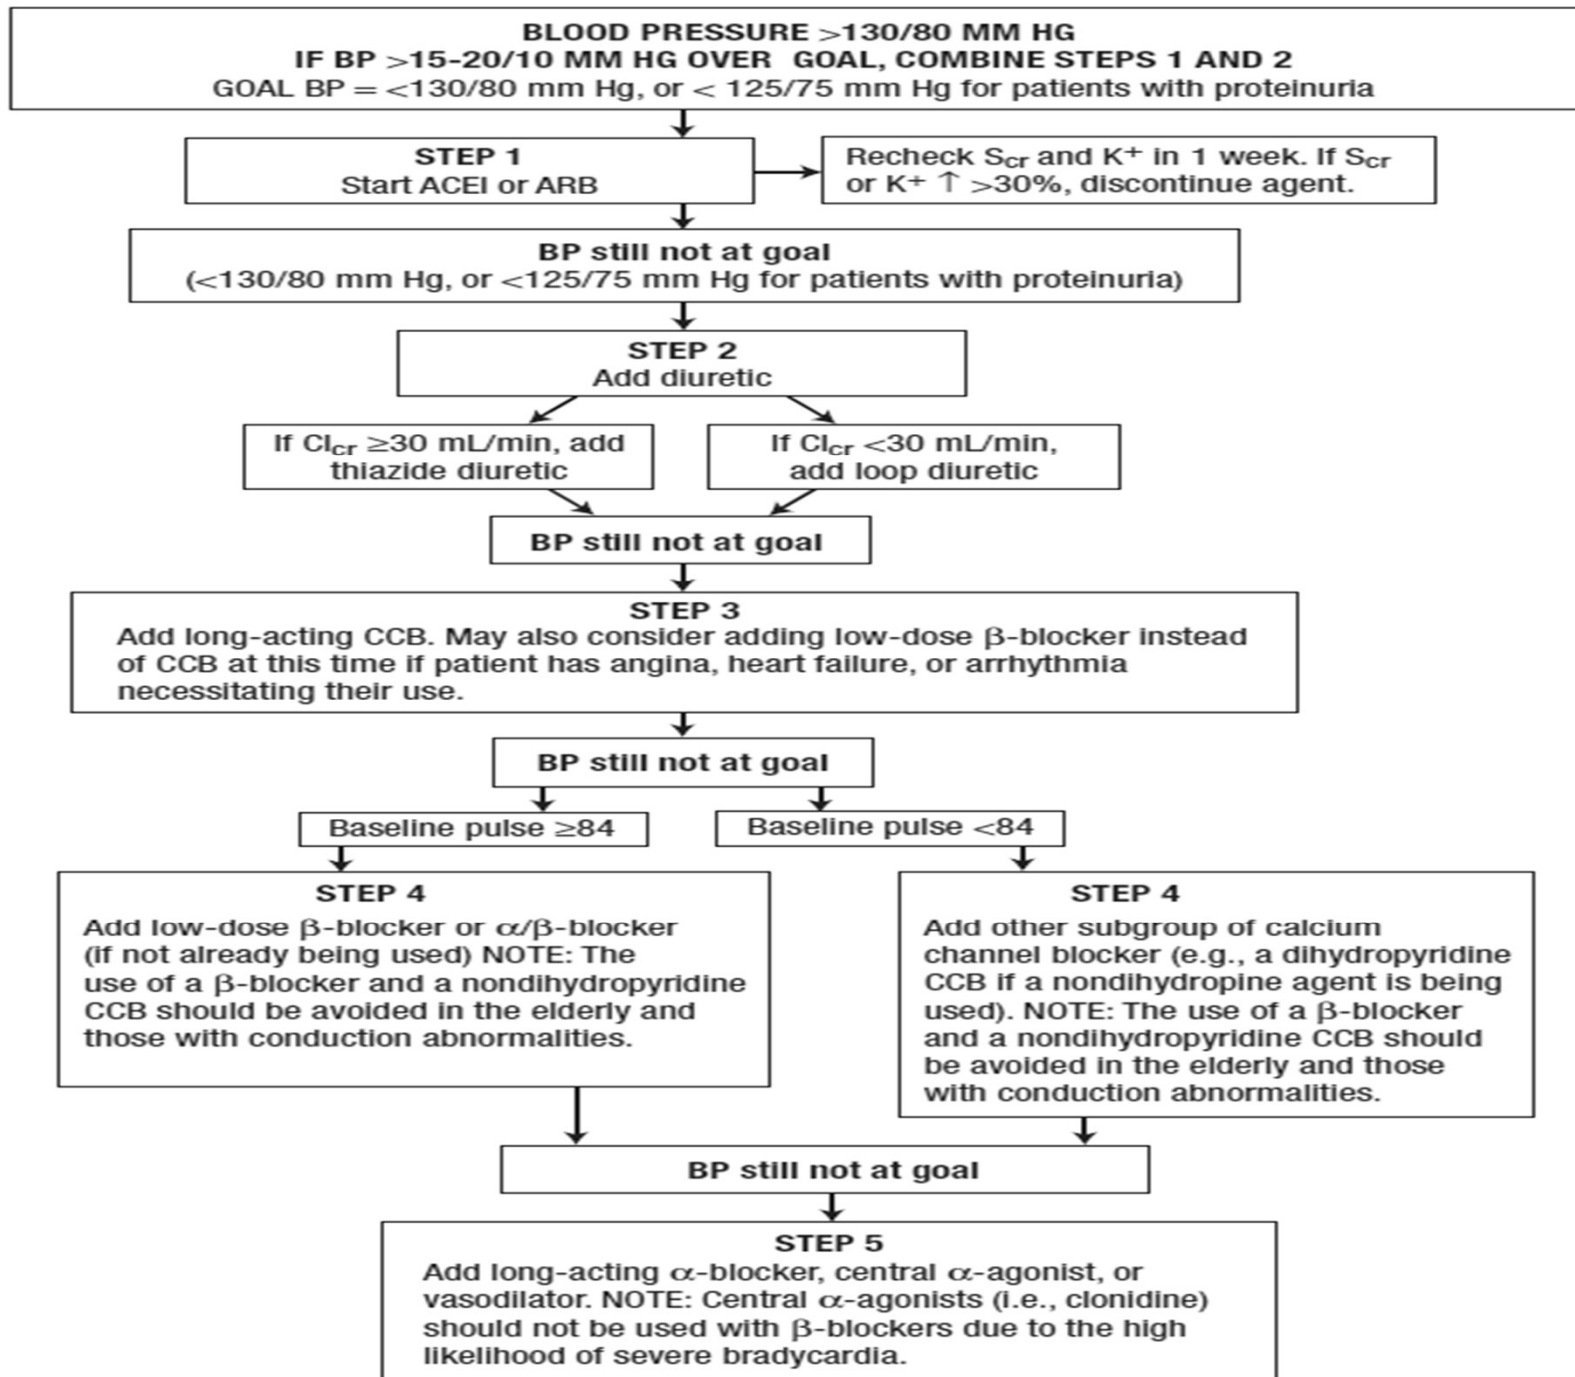 BLOOD PRESSURE >130/80 MM HG
IF BP >15-20/10 MM HG OVER GOAL, COMBINE STEPS 1 AND 2
GOAL BP = <130/80 mm Hg, or < 125/75 mm Hg for patients with proteinuria
STEP 1
Start ACEI or ARB
Recheck Scr and K+ in 1 week. If Scr
or K+ ↑ >30%, discontinue agent.
BP still not at goal
(<130/80 mm Hg, or <125/75 mm Hg for patients with proteinuria)
STEP 2
Add diuretic
If Clcr ≥30 mL/min, add
thiazide diuretic
If Clcr <30 mL/min,
add loop diuretic
BP still not at goal
STEP 3
Add long-acting CCB. May also consider adding low-dose β-blocker instead
of CCB at this time if patient has angina, heart failure, or arrhythmia
necessitating their use.
BP still not at goal
Baseline pulse ≥84
Baseline pulse <84
STEP 4
Add low-dose β-blocker or α/β-blocker
(if not already being used) NOTE: The
use of a β-blocker and a nondihydropyridine
CCB should be avoided in the elderly and
those with conduction abnormalities.
STEP 4
Add other subgroup of calcium
channel blocker (e.g., a dihydropyridine
CCB if a nondihydropine agent is being
used). NOTE: The use of a β-blocker
and a nondihydropyridine CCB should
be avoided in the elderly and those
with conduction abnormalities.
BP still not at goal
STEP 5
Add long-acting α-blocker, central α-agonist, or
vasodilator. NOTE: Central α-agonists (i.e., clonidine)
should not be used with β-blockers due to the high
likelihood of severe bradycardia.